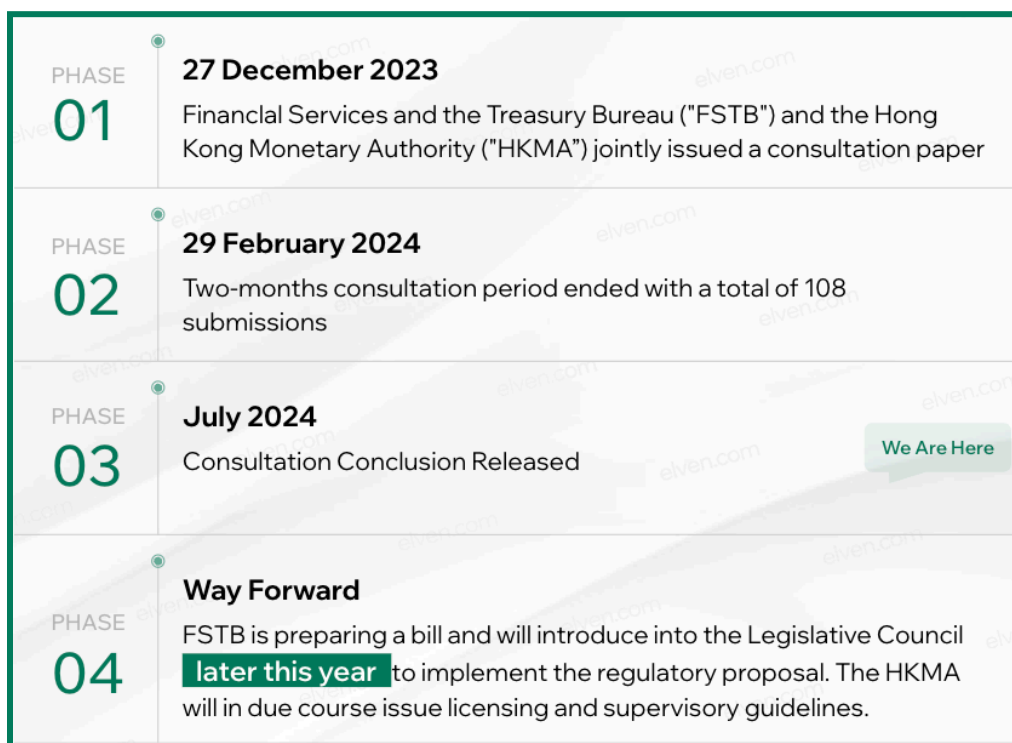 PHASE
01
27 December 2023
Financlal Services and the Treasury Bureau ("FSTB") and the Hong
Kong Monetary Authority ("HKMA”) jointly issued a consultation paper
PHASE
02
29 February 2024
Two-months consultation period ended with a total of 108
submissions
PHASE
03
July 2024
Consultation Conclusion Released
We Are Here
PHASE
04
Way Forward
FSTB is preparing a bill and will introduce into the Legislative Council
later this year to implement the regulatory proposal. The HKMA
will in due course issue licensing and supervisory guidelines.
elven.com